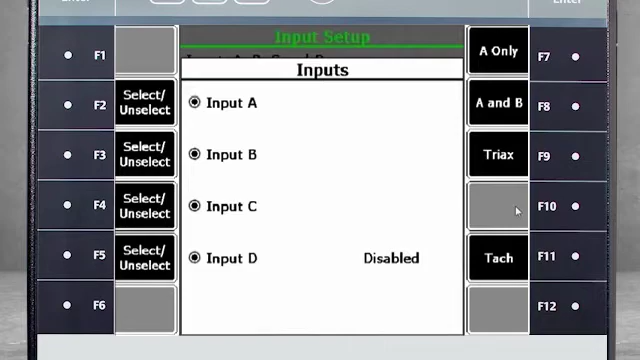 Enter
Enter
Input Setup
Inputs
F1
F2
F3
F4
F5
F6
Select/
Unselect
Select/
Unselect
Select/
Unselect
Select/
Unselect
Input A
Input B
Input C
Input D
Disabled
A Only
A and B
Triax
Tach
F7
F8
F9
F10
F11
F12